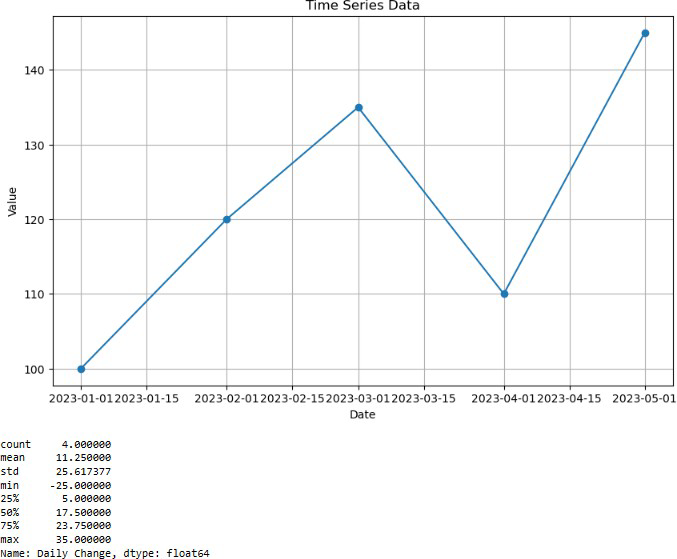 Time Series Data
140
130
120
110
100
Value
2023-01-01 2023-01-15 2023-02-01 2023-02-15 2023-03-01 2023-03-15 2023-04-01 2023-04-15 2023-05-01
Date
count 4.000000
mean 11.250000
std 25.617377
min -25.000000
25% 5.000000
50% 17.500000
75% 23.750000
max 35.000000
Name: Daily Change, dtype: float64